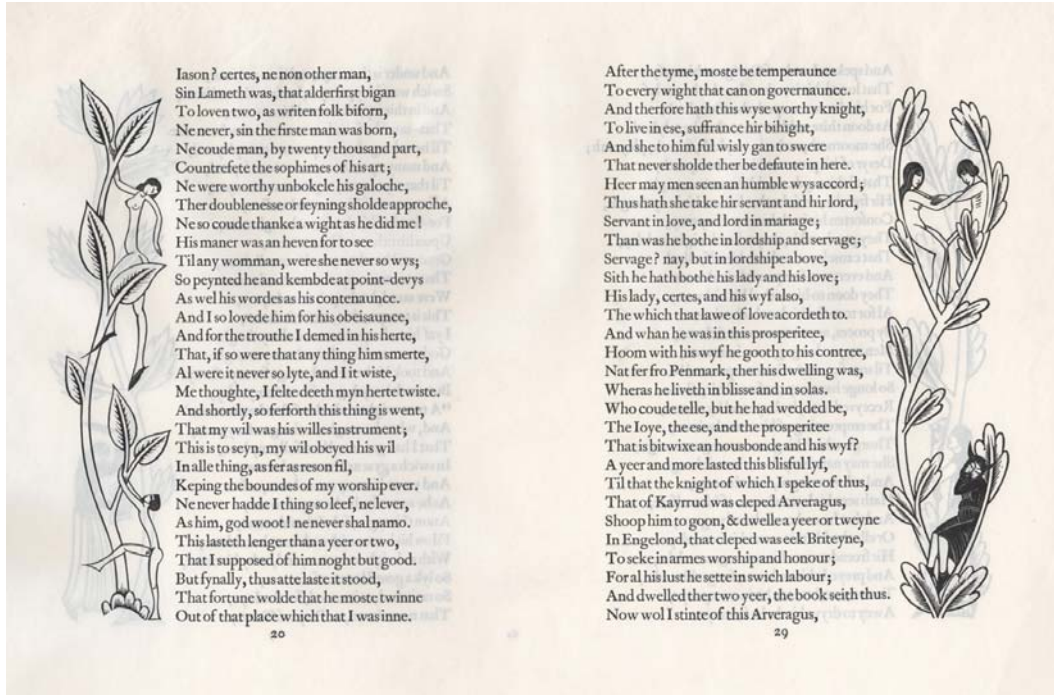 Iason? certes, ne non other man,
Sin Lameth was, that alderfirst bigan
To loven two, as writen folk biforn,
Ne never, sin the firste man was born,
Ne coude man, by twenty thousand part,
Countrefete the sophimes of his art;
Ne were worthy unbokele his galoche,
Ther doublenesse or feyning sholde approche,
Ne so coude thanke a wight as he did me!
His maner was an heven for to see
Til any womman, were she never so wys;
So peynted he and kembde at point-devys
As wel his wordes as his contenaunce.
And I so lovede him for his obeisaunce,
And for the trouthe I demed in his herte,
That, if so were that any thing him smerte,
Al were it never so lyte, and I it wiste,
Me thoughte, I felte deeth myn herte twiste.
And shortly, so ferforth this thing is went,
That my wil was his willes instrument;
This is to seyn, my wil obeyed his wil
In alle thing, as fer as reson fil,
Keping the boundes of my worship ever.
Ne never hadde I thing so leef, ne lever,
As him, god woot! ne never shal namo.
This lasteth lenger than a yeer or two,
That I supposed of him noght but good.
But fynally, thus atte laste it stood,
That fortune wolde that he moste twinne
Out of that place which that I was inne.
20
After the tyme, moste be temperaunce
To every wight that can on governaunce.
And therfore hath this wyse worthy knight,
To live in ese, suffrance hir bihight,
And she to him ful wisly gan to swere
That never sholde ther be defaute in here.
Heer may men seen an humble wys accord;
Thus hath she take hir servant and hir lord,
Servant in love, and lord in mariage;
Than was he bothe in lordship and servage;
Servage? nay, but in lordshipe above,
Sith he hath bothe his lady and his love;
His lady, certes, and his wyf also,
The which that lawe of love acordeth to.
And whan he was in this prosperitee,
Hoom with his wyf he gooth to his contree,
Nat fer fro Penmark, ther his dwelling was,
Wheras he liveth in blisse and in solas.
Who coude telle, but he had wedded be,
The Ioye, the ese, and the prosperitee
That is bitwixe an housbonde and his wyf?
A yeer and more lasted this blisful lyf,
Til that the knight of which I speke of thus,
That of Kayrrud was cleped Arveragus,
Shoop him to goon, & dwelle a yeer or tweyne
In Engelond, that cleped was eek Briteyne,
To seke in armes worship and honour;
For al his lust he sette in swich labour;
And dwelled ther two yeer, the book seith thus.
Now wol I stinte of this Arveragus,
29